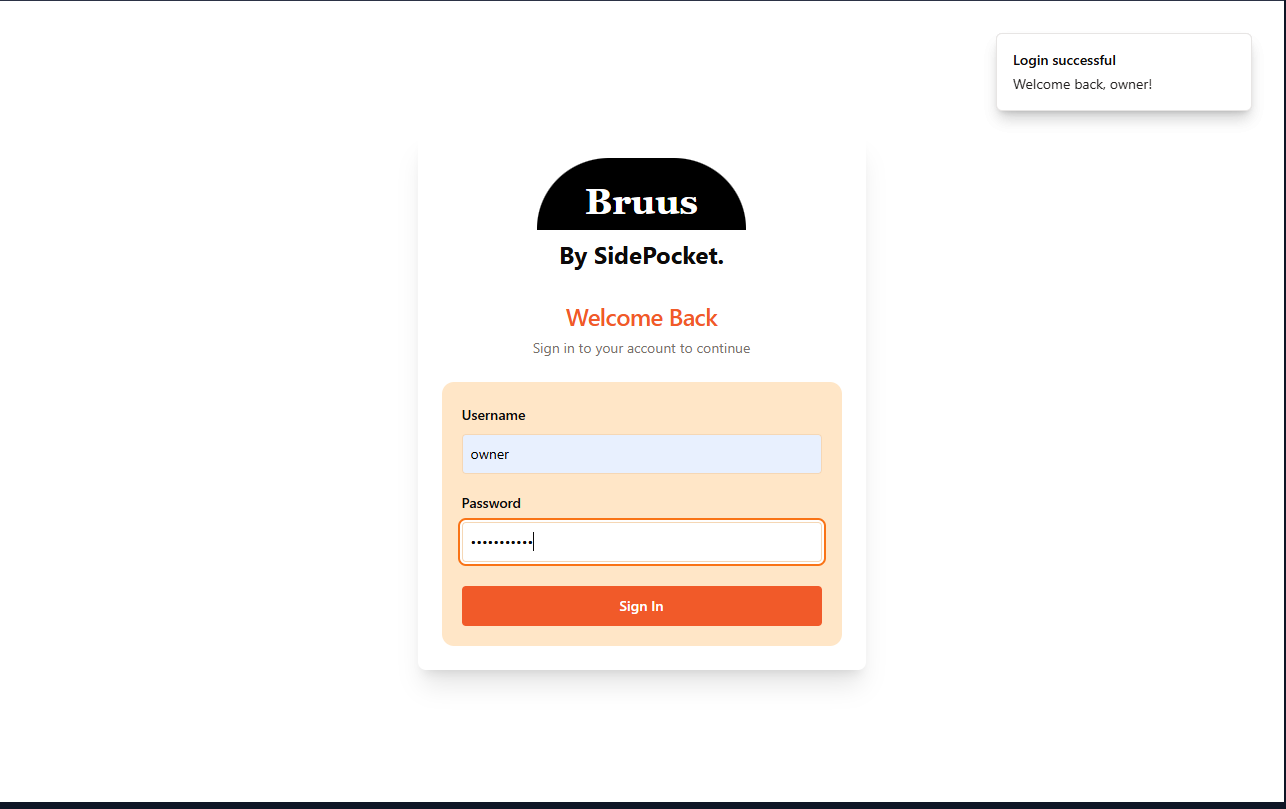 Login successful
Welcome back, owner!
Bruus
By SidePocket.
Welcome Back
Sign in to your account to continue
Username
owner
Password
•••••••••••
Sign In